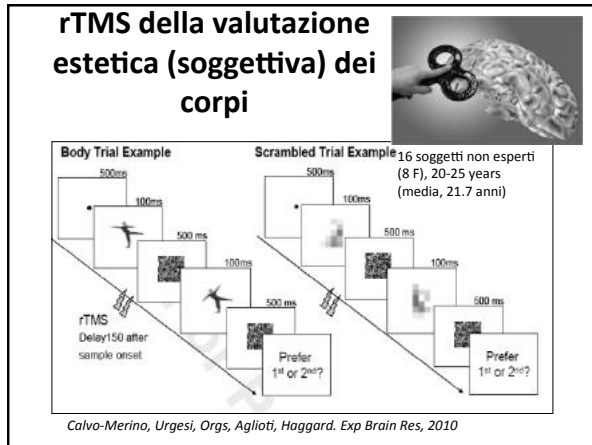 rTMS della valutazione
estetica (soggettiva) dei
corpi
Body Trial Example
500ms
100ms
500 ms
100ms
500 ms
rTMS
Delay150 after
sample onset
Prefer
1st or 2nd?
Scrambled Trial Example
500ms
100ms
500 ms
100ms
500 ms
Prefer
1st or 2nd?
16 soggetti non esperti
(8 F), 20-25 years
(media, 21.7 anni)
Calvo-Merino, Urgesi, Orgs, Aglioti, Haggard. Exp Brain Res, 2010